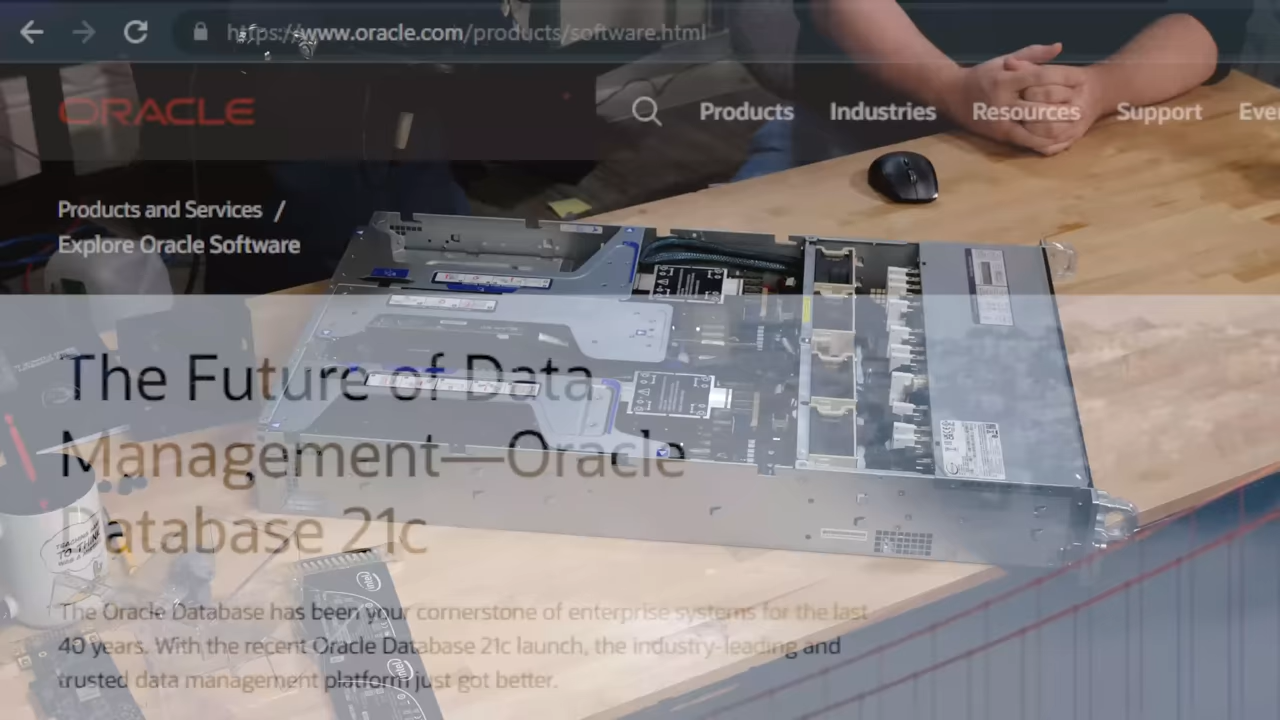 https://www.oracle.com/products/software.html
ORACLE
Products
Industries
Resources
Support
Products and Services /
Explore Oracle Software
The Future of Data
Management—Oracle
Database 21c
The Oracle Database has been your cornerstone of enterprise systems for the last
40 years. With the recent Oracle Database 21c launch, the industry-leading and
trusted data management platform just got better.
intel
intel